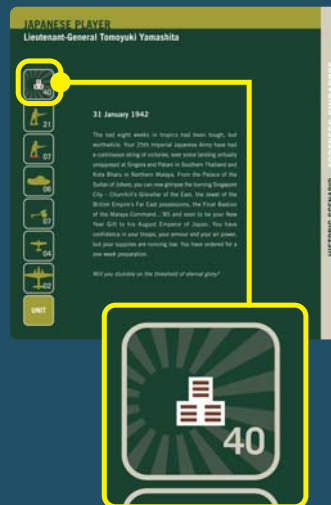 JAPANESE PLAYER
Lieutenant-General Tomoyuki Yamashita
40
21
07
06
07
04
02
UNIT
31 January 1942
The last eight weeks in tropics had been tough, but
worthwhile. Your 25th Imperial Japanese Army have had
a continuous string of victories, ever since landing virtually
unopposed at Singora and Patani in Southern Thailand and
Kota Bharu in Northern Malaya. From the Palace of the
Sultan of Johore, you can now glimpse the burning Singapore
City - Churchill's Gibraltar of the East, the Jewel of the
British Empire's Far East possessions, the Final Bastion
of the Malaya Command... and soon to be your New
Year Gift to his August Emperor of Japan. You have
confidence in your troops, your armour and your air power,
but your supplies are running low. You have ordered for a
one week preparation.
Will you stumble on the threshold of eternal glory?
HISTORIC SCENARIO
40